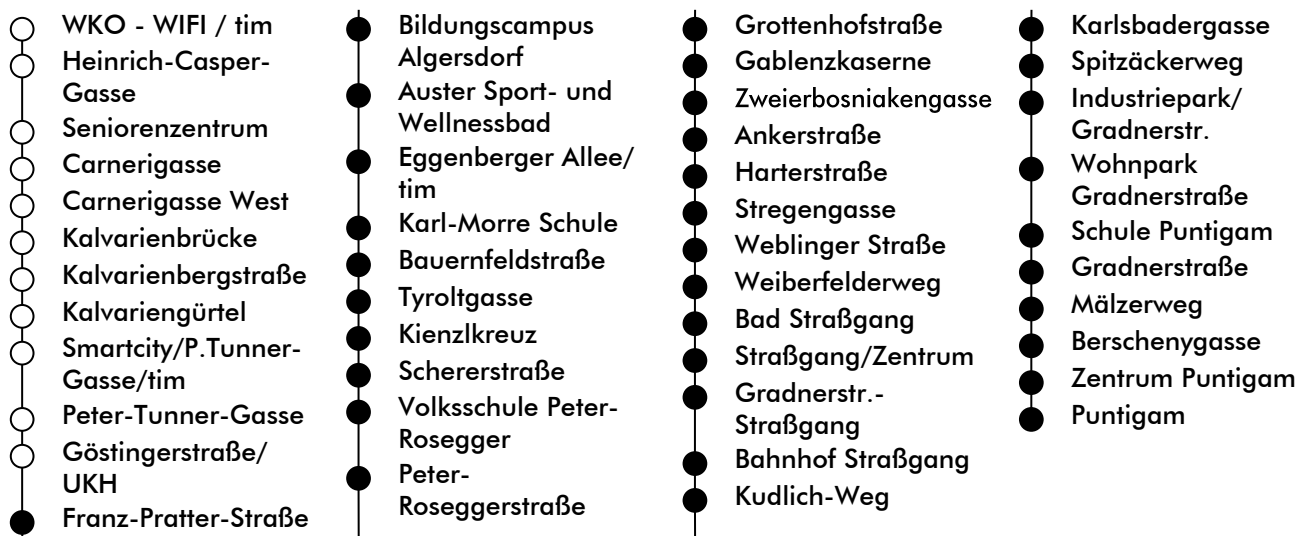 WKO - WIFI / tim
Heinrich-Casper-
Gasse
Seniorenzentrum
Carnerigasse
Carnerigasse West
Kalvarienbrücke
Kalvarienbergstraße
Kalvariengürtel
Smartcity/P.Tunner-
Gasse/tim
Peter-Tunner-Gasse
Göstingerstraße/
UKH
Franz-Pratter-Straße
Bildungscampus
Algersdorf
Auster Sport- und
Wellnessbad
Eggenberger Allee/
tim
Karl-Morre Schule
Bauernfeldstraße
Tyroltgasse
Kienzlkreuz
Schererstraße
Volksschule Peter-
Rosegger
Peter-
Roseggerstraße
Grottenhofstraße
Gablenzkaserne
Zweierbosniakengasse
Ankerstraße
Harterstraße
Stregengasse
Weblinger Straße
Weiberfelderweg
Bad Straßgang
Straßgang/Zentrum
Gradnerstr.-
Straßgang
Bahnhof Straßgang
Kudlich-Weg
Karlsbadergasse
Spitzäckerweg
Industriepark/
Gradnerstr.
Wohnpark
Gradnerstraße
Schule Puntigam
Gradnerstraße
Mälzerweg
Berschenygasse
Zentrum Puntigam
Puntigam